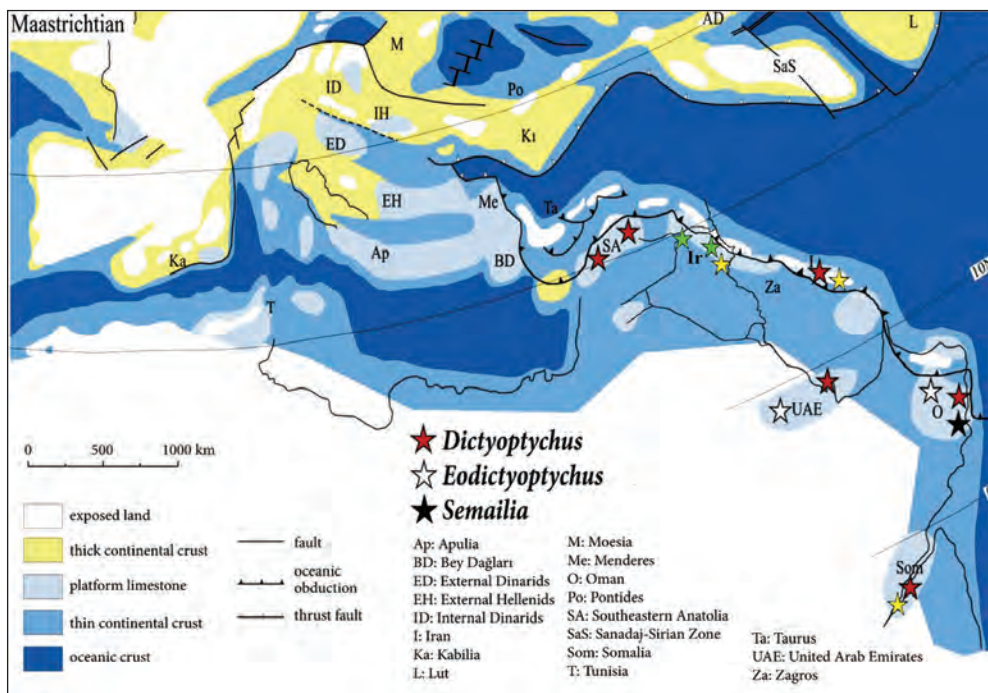 Maastrichtian
AD
L
M
SaS
ID
Po
IH
Kı
ED
EH
Me
Ta
SA
Ap
BD
Ir
I
Ka
Za
T
10N
UAE
O
Som
0 500 1000 km
Dictyoptychus
Eodictyoptychus
Semailia
exposed land
thick continental crust
platform limestone
thin continental crust
oceanic crust
fault
oceanic
obduction
thrust fault
Ap: Apulia
BD: Bey Dağları
ED: External Dinarids
EH: External Hellenids
ID: Internal Dinarids
I: Iran
Ka: Kabilia
L: Lut
M: Moesia
Me: Menderes
O: Oman
Po: Pontides
SA: Southeastern Anatolia
SaS: Sanadaj-Sirian Zone
Som: Somalia
T: Tunisia
Ta: Taurus
UAE: United Arab Emirates
Za: Zagros